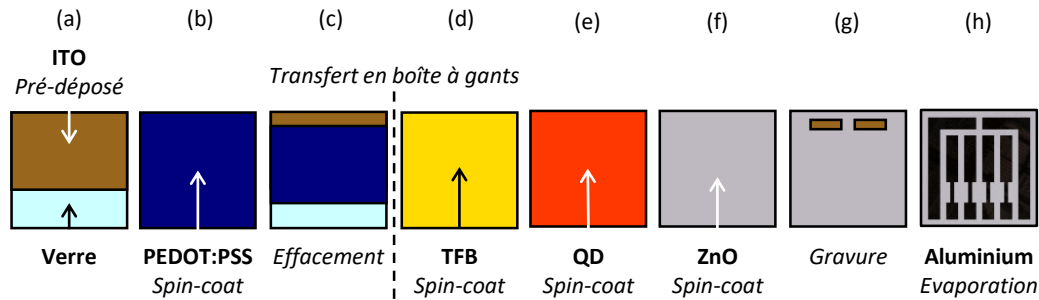 (a) (b) (c) (d) (e) (f) (g) (h)
ITO
Pré-déposé
Transfert en boîte à gants
Verre PEDOT:PSS Effacement TFB QD ZnO Gravure Aluminium
Spin-coat Spin-coat Spin-coat Spin-coat Evaporation